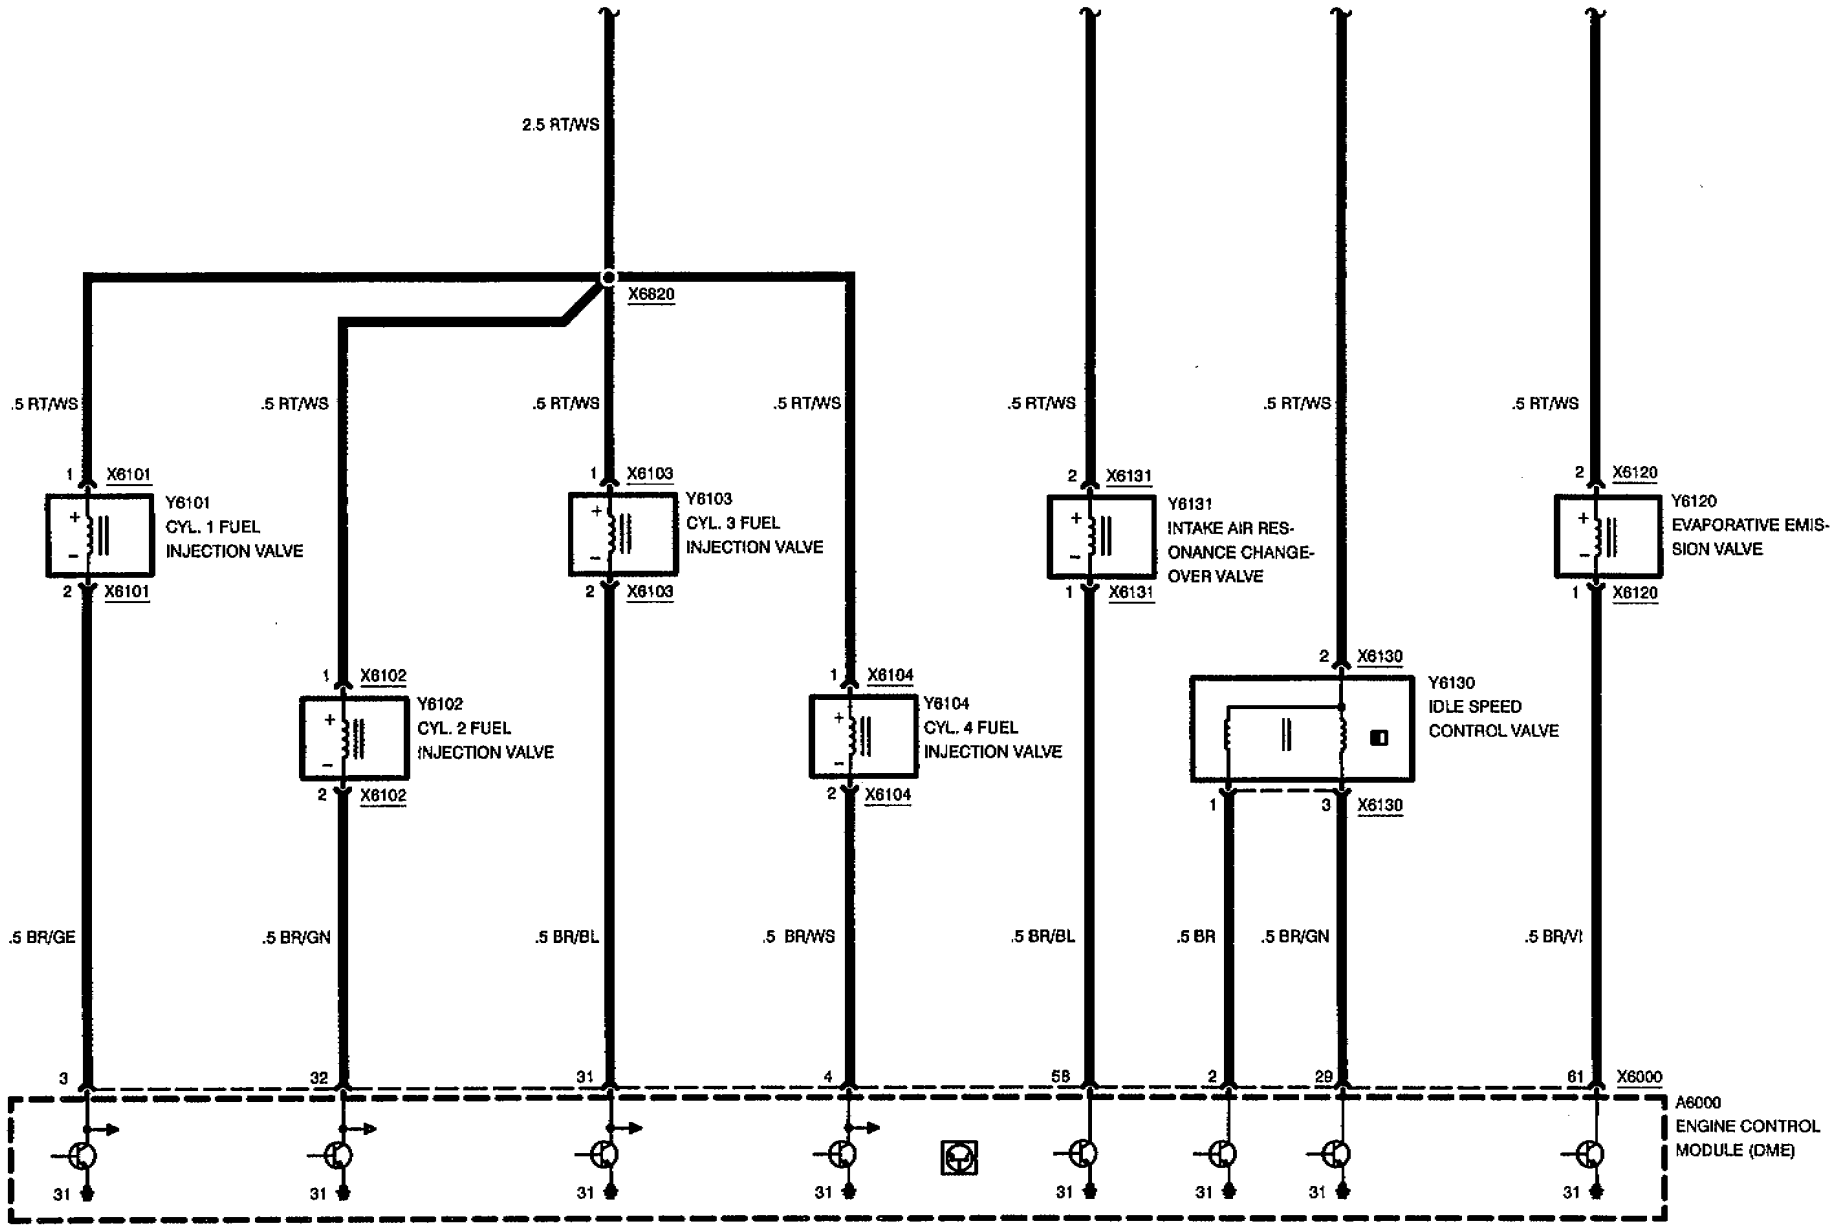 2.5 RT/WS
X6820
.5 RT/WS
.5 RT/WS
.5 RT/WS
.5 RT/WS
.5 RT/WS
.5 RT/WS
.5 RT/WS
1 X6101
Y6101
CYL. 1 FUEL
INJECTION VALVE
+
–
2 X6101
1 X6103
Y6103
CYL. 3 FUEL
INJECTION VALVE
+
–
2 X6103
2 X6131
Y6131
INTAKE AIR RES-
ONANCE CHANGE-
OVER VALVE
+
–
1 X6131
2 X6120
Y6120
EVAPORATIVE EMIS-
SION VALVE
+
–
1 X6120
1 X6102
Y6102
CYL. 2 FUEL
INJECTION VALVE
+
–
2 X6102
1 X6104
Y6104
CYL. 4 FUEL
INJECTION VALVE
+
–
2 X6104
2 X6130
Y6130
IDLE SPEED
CONTROL VALVE
1 3 X6130
.5 BR/GE
.5 BR/GN
.5 BR/BL
.5 BR/WS
.5 BR/BL
.5 BR
.5 BR/GN
.5 BR/VI
3 32 31 4 58 2 29 61 X6000
A6000
ENGINE CONTROL
MODULE (DME)
31 31 31 31 31 31 31 31